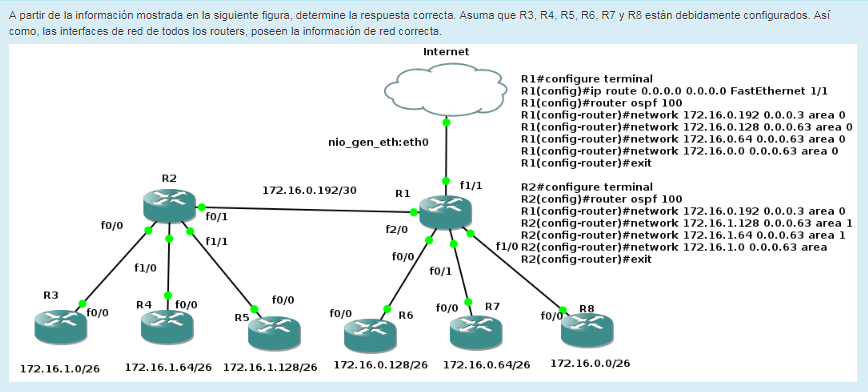 A partir de la información mostrada en la siguiente figura, determine la respuesta correcta. Asuma que R3, R4, R5, R6, R7 y R8 están debidamente configurados. Así
como, las interfaces de red de todos los routers, poseen la información de red correcta.
Internet
R1#configure terminal
R1(config)#ip route 0.0.0.0 0.0.0.0 FastEthernet 1/1
R1(config)#router ospf 100
R1(config-router)#network 172.16.0.192 0.0.0.3 area 0
R1(config-router)#network 172.16.0.128 0.0.0.63 area 0
R1(config-router)#network 172.16.0.64 0.0.0.63 area 0
R1(config-router)#network 172.16.0.0 0.0.0.63 area 0
R1(config-router)#exit
nio_gen_eth:eth0
R2
172.16.0.192/30
R1
f1/1
R2#configure terminal
R2(config)#router ospf 100
R1(config-router)#network 172.16.0.192 0.0.0.3 area 0
R2(config-router)#network 172.16.1.128 0.0.0.63 area 1
R2(config-router)#network 172.16.1.64 0.0.0.63 area 1
R2(config-router)#network 172.16.1.0 0.0.0.63 area
R2(config-router)#exit
f0/0
f0/1
f2/0
f1/1
f1/0
f0/0
f0/1
f1/0
R3
f0/0
R4
f0/0
R5
f0/0
f0/0
R6
f0/0
R7
f0/0
R8
172.16.1.0/26
172.16.1.64/26
172.16.1.128/26
172.16.0.128/26
172.16.0.64/26
172.16.0.0/26